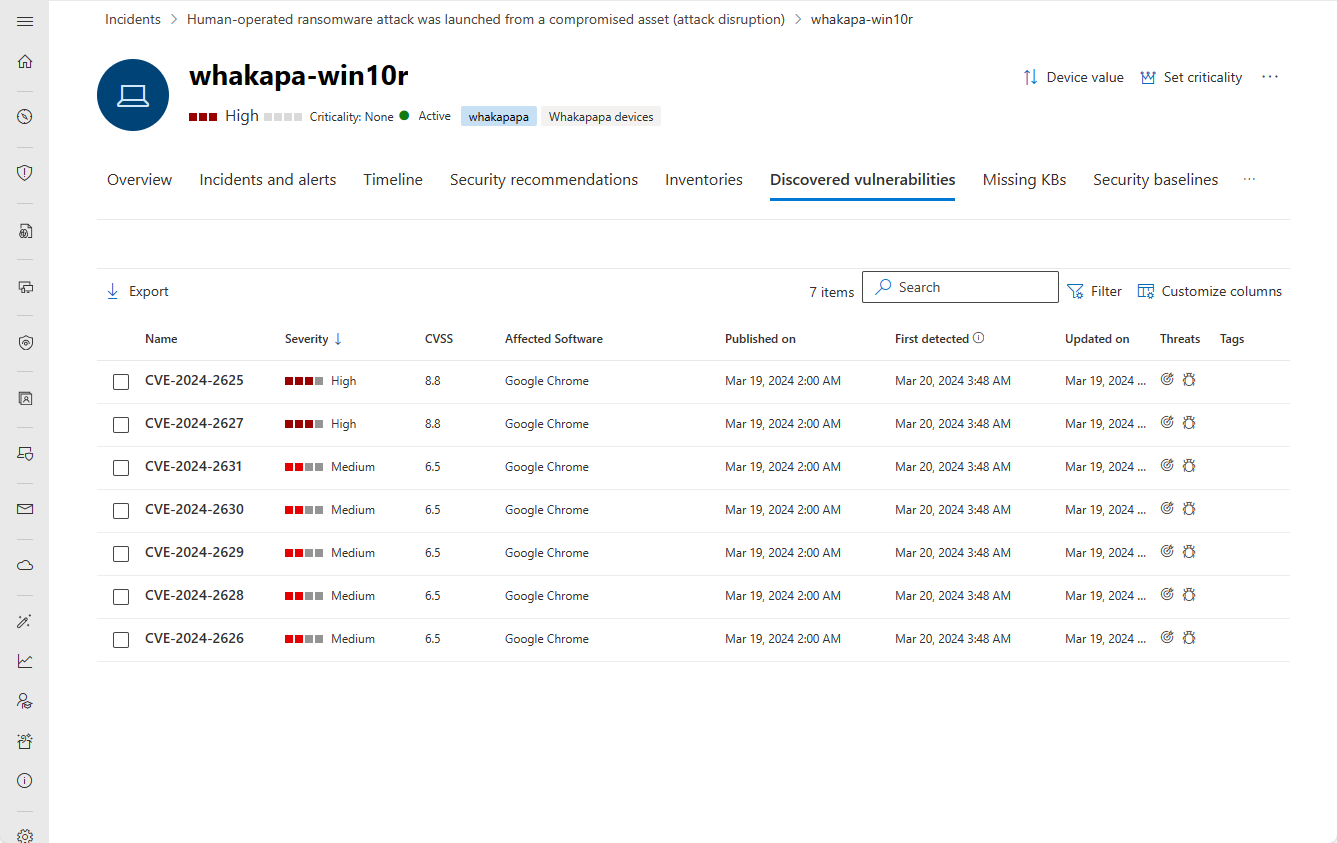 Incidents > Human-operated ransomware attack was launched from a compromised asset (attack disruption) > whakapa-win10r
whakapa-win10r
Device value Set criticality ...
High Criticality: None Active whakapapa Whakapapa devices
Overview Incidents and alerts Timeline Security recommendations Inventories Discovered vulnerabilities Missing KBs Security baselines ...
Export 7 items Search Filter Customize columns
Name Severity ↓ CVSS Affected Software Published on First detected Updated on Threats Tags
CVE-2024-2625 High 8.8 Google Chrome Mar 19, 2024 2:00 AM Mar 20, 2024 3:48 AM Mar 19, 2024 ...
CVE-2024-2627 High 8.8 Google Chrome Mar 19, 2024 2:00 AM Mar 20, 2024 3:48 AM Mar 19, 2024 ...
CVE-2024-2631 Medium 6.5 Google Chrome Mar 19, 2024 2:00 AM Mar 20, 2024 3:48 AM Mar 19, 2024 ...
CVE-2024-2630 Medium 6.5 Google Chrome Mar 19, 2024 2:00 AM Mar 20, 2024 3:48 AM Mar 19, 2024 ...
CVE-2024-2629 Medium 6.5 Google Chrome Mar 19, 2024 2:00 AM Mar 20, 2024 3:48 AM Mar 19, 2024 ...
CVE-2024-2628 Medium 6.5 Google Chrome Mar 19, 2024 2:00 AM Mar 20, 2024 3:48 AM Mar 19, 2024 ...
CVE-2024-2626 Medium 6.5 Google Chrome Mar 19, 2024 2:00 AM Mar 20, 2024 3:48 AM Mar 19, 2024 ...